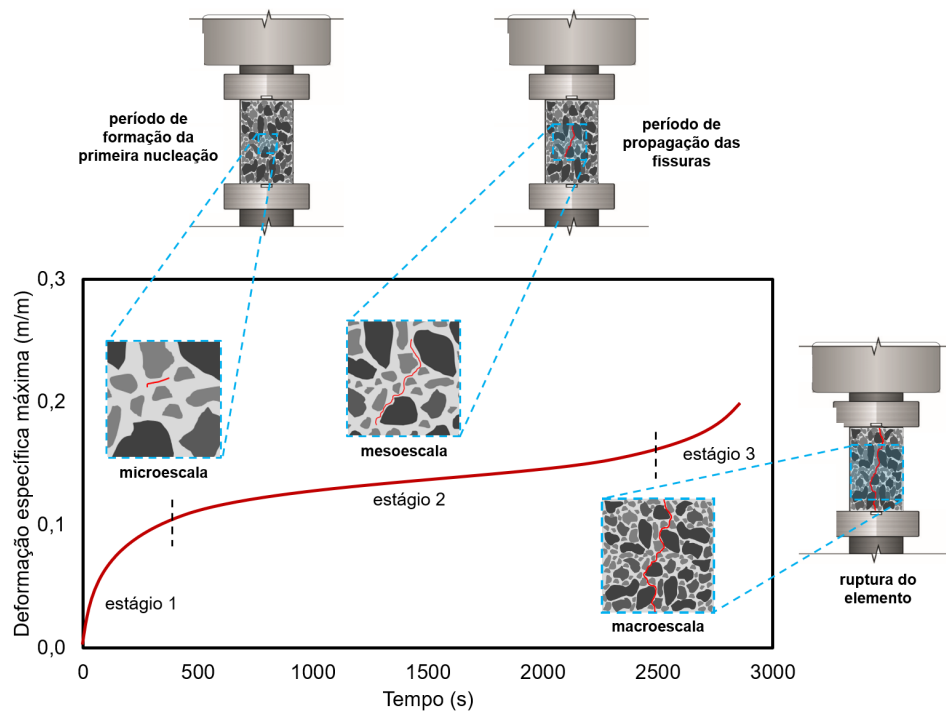 período de
formação da
primeira nucleação
período de
propagação das
fissuras
Deformação específica máxima (m/m)
0,3
0,2
0,1
0,0
microescala
mesoescala
estágio 1
estágio 2
estágio 3
macroescala
ruptura do
elemento
0
500
1000
1500
2000
2500
3000
Tempo (s)